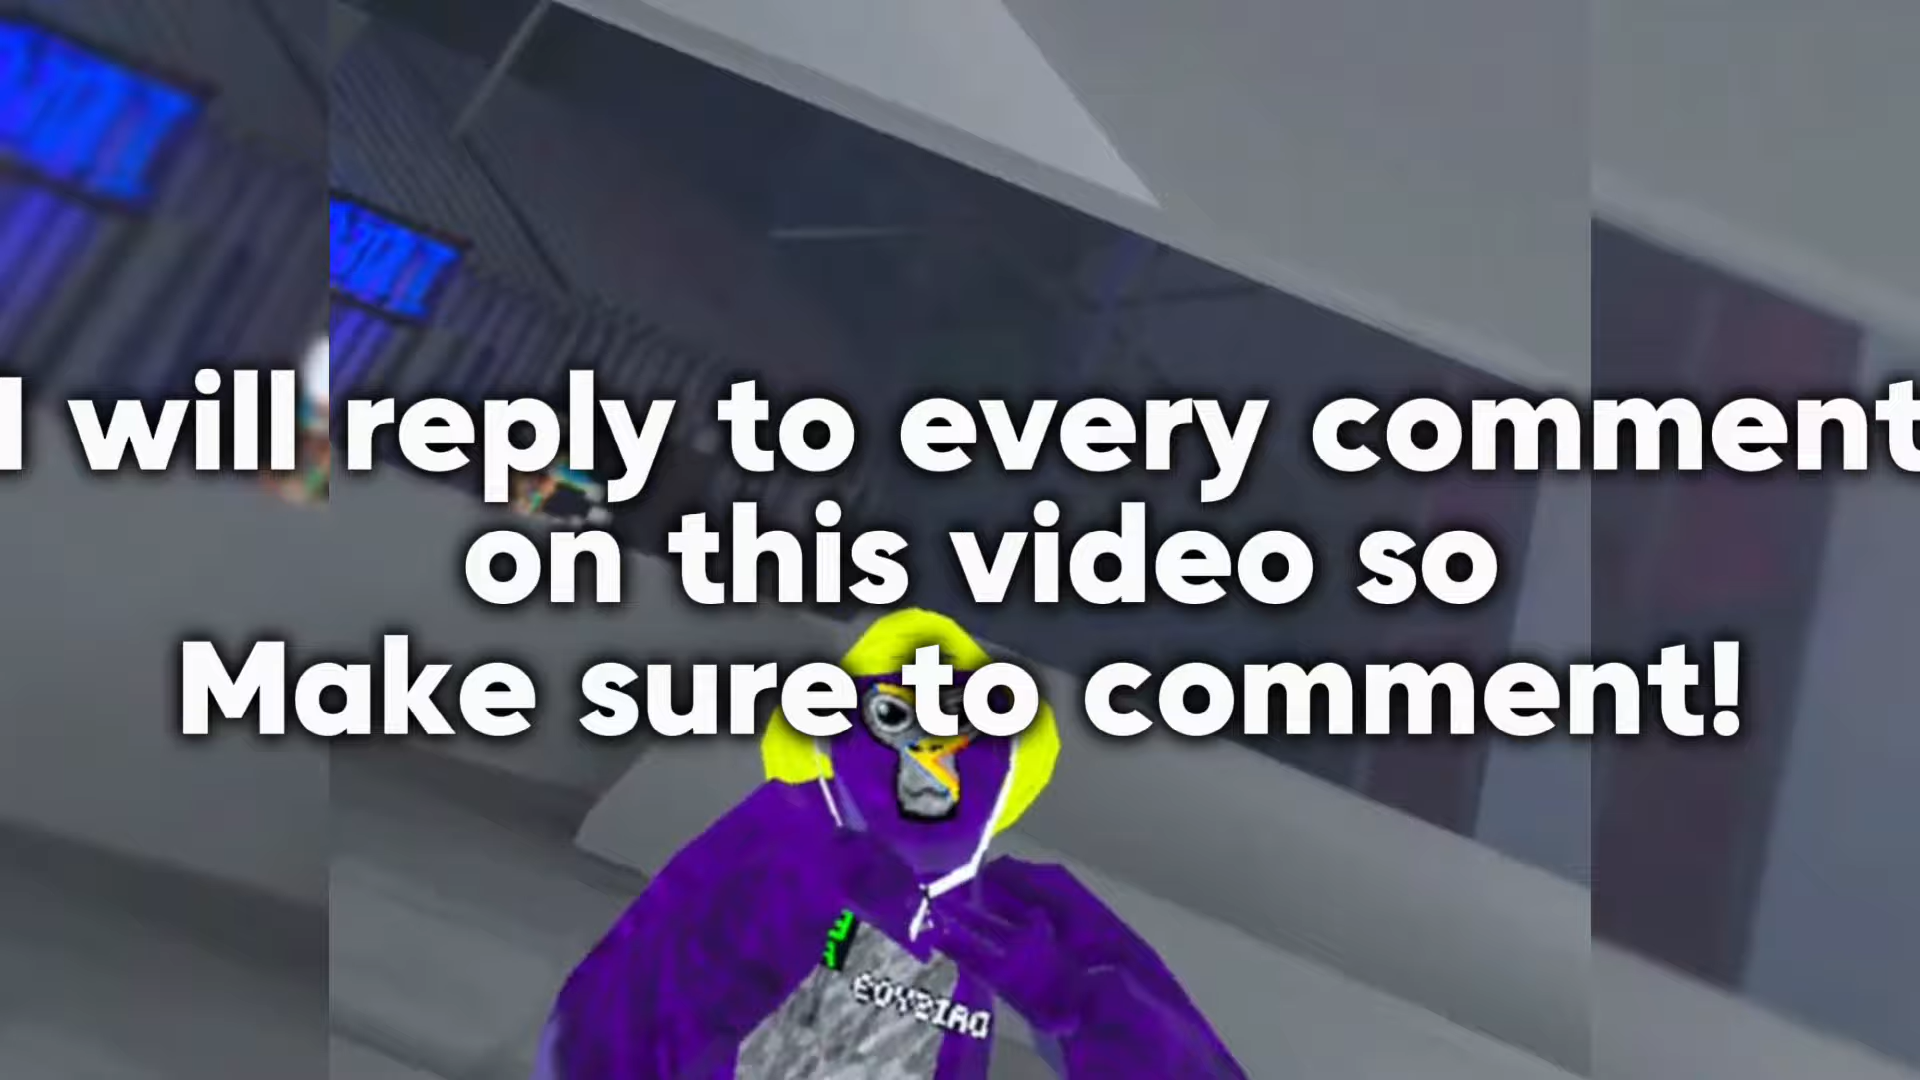 I will reply to every comment
on this video so
Make sure to comment!